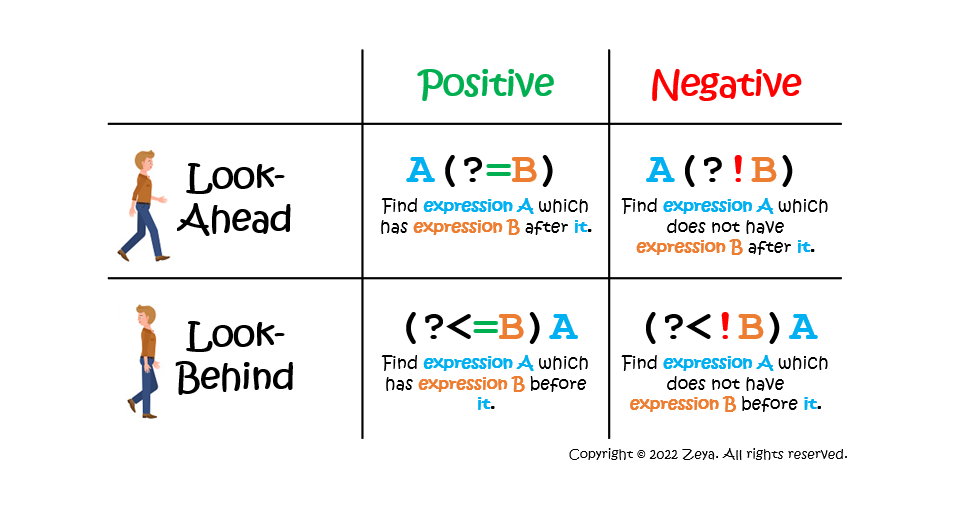 Positive
Negative
Look-
Ahead
A(?=B)
Find expression A which
has expression B after it.
A(?!B)
Find expression A which
does not have
expression B after it.
Look-
Behind
(?<=B)A
Find expression A which
has expression B before
it.
(?<!B)A
Find expression A which
does not have
expression B before it.
Copyright © 2022 Zeya. All rights reserved.